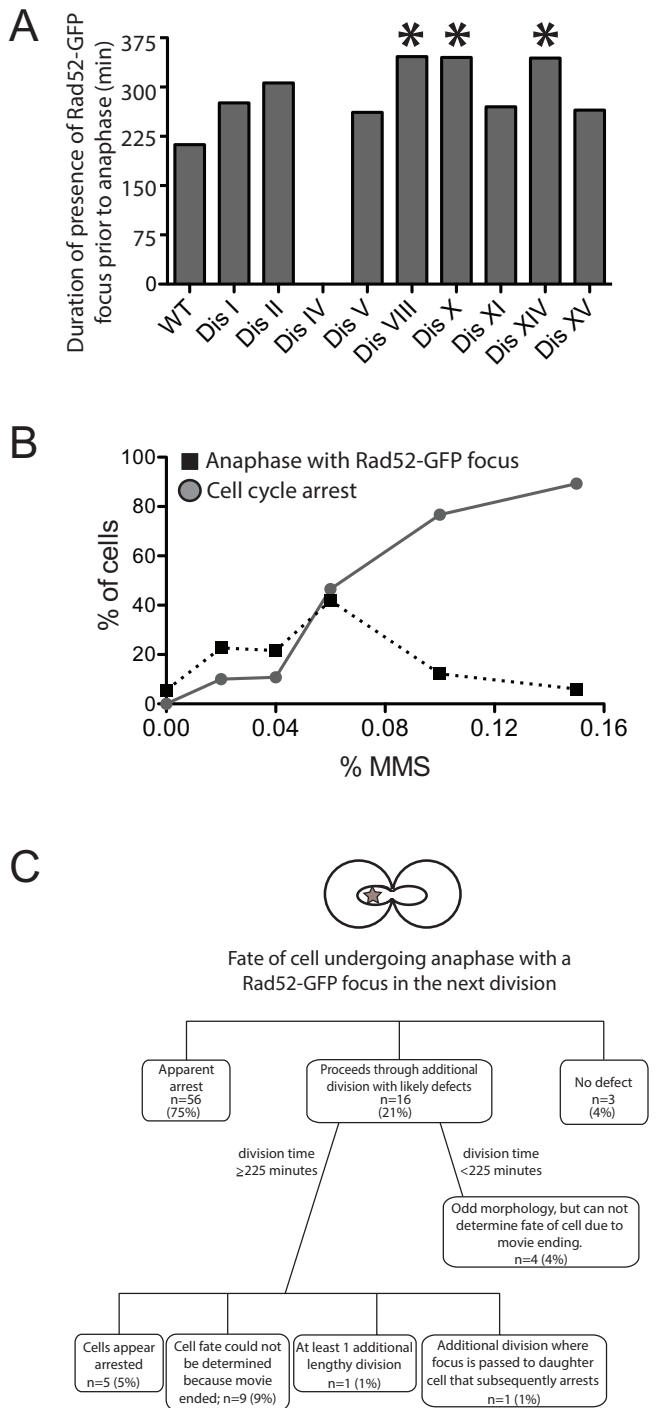 A
Duration of presence of Rad52-GFP
focus prior to anaphase (min)
375
300
225
150
75
0
* * *
WT
Dis I
Dis II
Dis IV
Dis V
Dis VIII
Dis X
Dis XI
Dis XIV
Dis XV
B
% of cells
100
80
60
40
20
0
Anaphase with Rad52-GFP focus
Cell cycle arrest
0.00 0.04 0.08 0.12 0.16
% MMS
C
Fate of cell undergoing anaphase with a
Rad52-GFP focus in the next division
Apparent
arrest
n=56
(75%)
Proceeds through additional
division with likely defects
n=16
(21%)
No defect
n=3
(4%)
division time
≥225 minutes
division time
<225 minutes
Odd morphology, but can not
determine fate of cell due to
movie ending.
n=4 (4%)
Cells appear
arrested
n=5 (5%)
Cell fate could not
be determined
because movie
ended; n=9 (9%)
At least 1 additional
lengthy division
n=1 (1%)
Additional division where
focus is passed to daughter
cell that subsequently arrests
n=1 (1%)